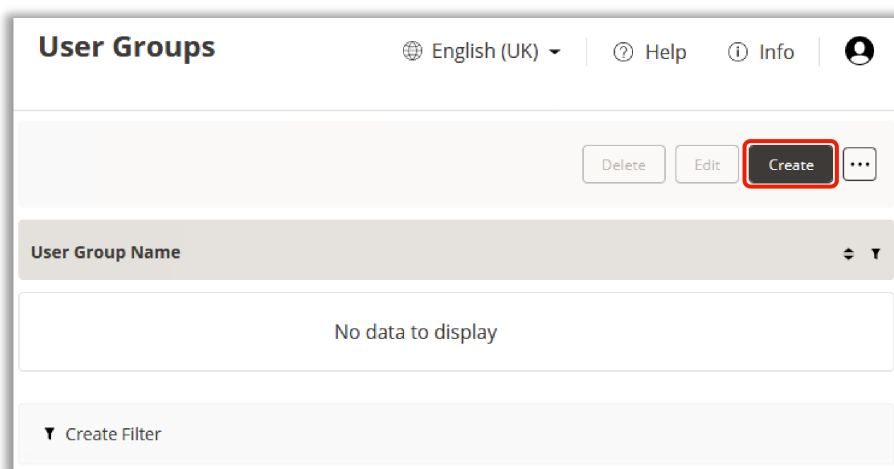 User Groups English (UK) Help Info
Delete Edit Create ...
User Group Name
No data to display
Create Filter